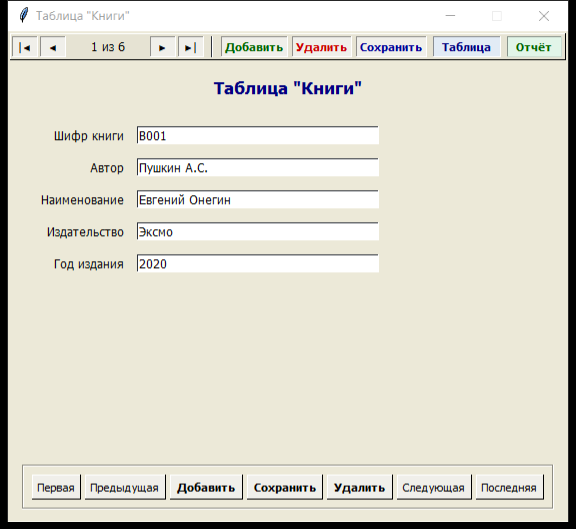 Таблица "Книги"
1 из 6 Добавить Удалить Сохранить Таблица Отчёт
Таблица "Книги"
Шифр книги B001
Автор Пушкин А.С.
Наименование Евгений Онегин
Издательство Эксмо
Год издания 2020
Первая Предыдущая Добавить Сохранить Удалить Следующая Последняя